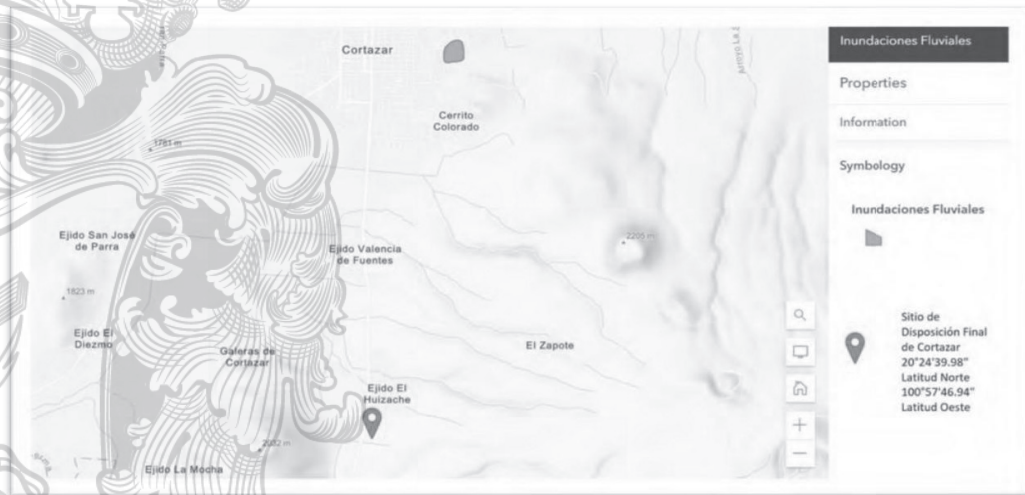 Cortazar
Cerrito
Colorado
1781 m
Ejido San José
de Parra
Ejido Valencia
de Fuentes
2205 m
1823 m
Ejido El
Diezmo
Galeras de
Cortazar
El Zapote
Ejido El
Huizache
2032 m
Ejido La Mocha
Inundaciones Fluviales
Properties
Information
Symbology
Inundaciones Fluviales
Sitio de
Disposición Final
de Cortazar
20°24'39.98"
Latitud Norte
100°57'46.94"
Latitud Oeste